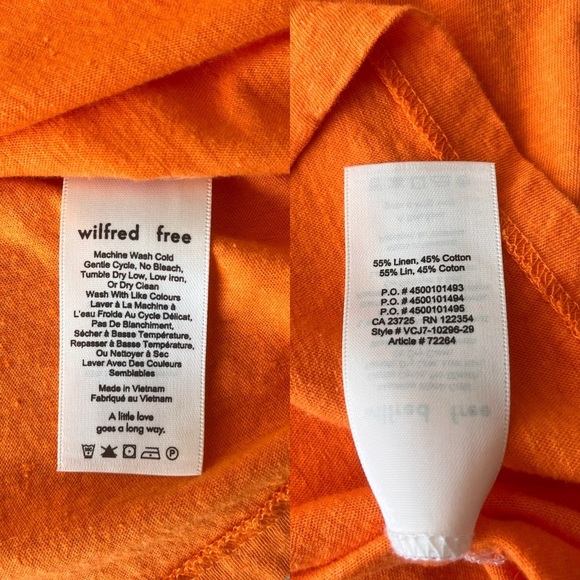 wilfred free
Machine Wash Cold
Gentle Cycle, No Bleach,
Tumble Dry Low, Low Iron,
Or Dry Clean
Wash With Like Colours
Laver à La Machine à
L'eau Froide Au Cycle Délicat,
Pas De Blanchiment,
Sécher à Basse Température,
Repasser à Basse Température,
Ou Nettoyer à Sec
Laver Avec Des Couleurs
Semblables
Made in Vietnam
Fabriqué au Vietnam
A little love
goes a long way.
55% Linen, 45% Cotton
55% Lin, 45% Coton
P.O. # 4500101493
P.O. # 4500101494
P.O. # 4500101495
CA 23725 RN 122354
Style # VCJ7-10296-29
Article # 72264
wilfred free